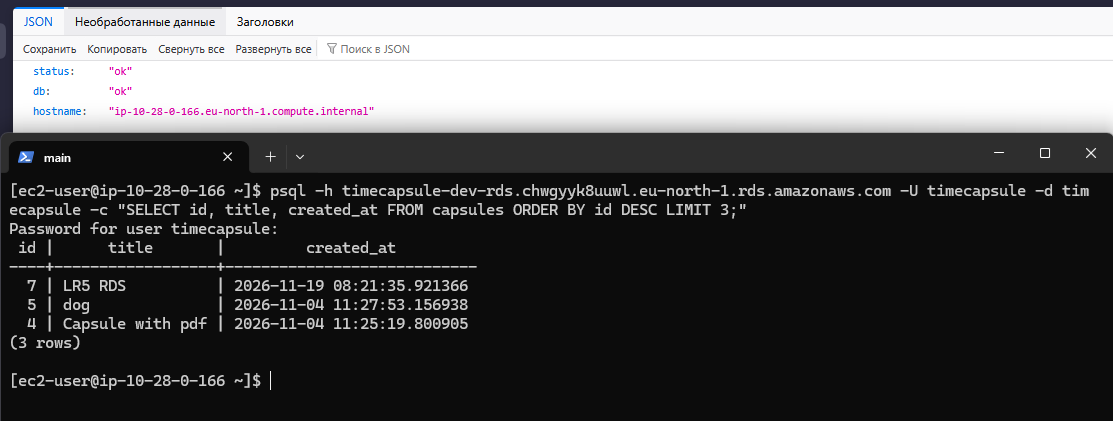 JSON Необработанные данные Заголовки
Сохранить Копировать Свернуть все Развернуть все Поиск в JSON
status: "ok"
db: "ok"
hostname: "ip-10-28-0-166.eu-north-1.compute.internal"
main
[ec2-user@ip-10-28-0-166 ~]$ psql -h timecapsule-dev-rds.chwgyyk8uuwl.eu-north-1.rds.amazonaws.com -U timecapsule -d tim
ecapsule -c "SELECT id, title, created_at FROM capsules ORDER BY id DESC LIMIT 3;"
Password for user timecapsule:
 id |      title       |         created_at
----+------------------+----------------------------
  7 | LR5 RDS          | 2026-11-19 08:21:35.921366
  5 | dog              | 2026-11-04 11:27:53.156938
  4 | Capsule with pdf | 2026-11-04 11:25:19.800905
(3 rows)
[ec2-user@ip-10-28-0-166 ~]$